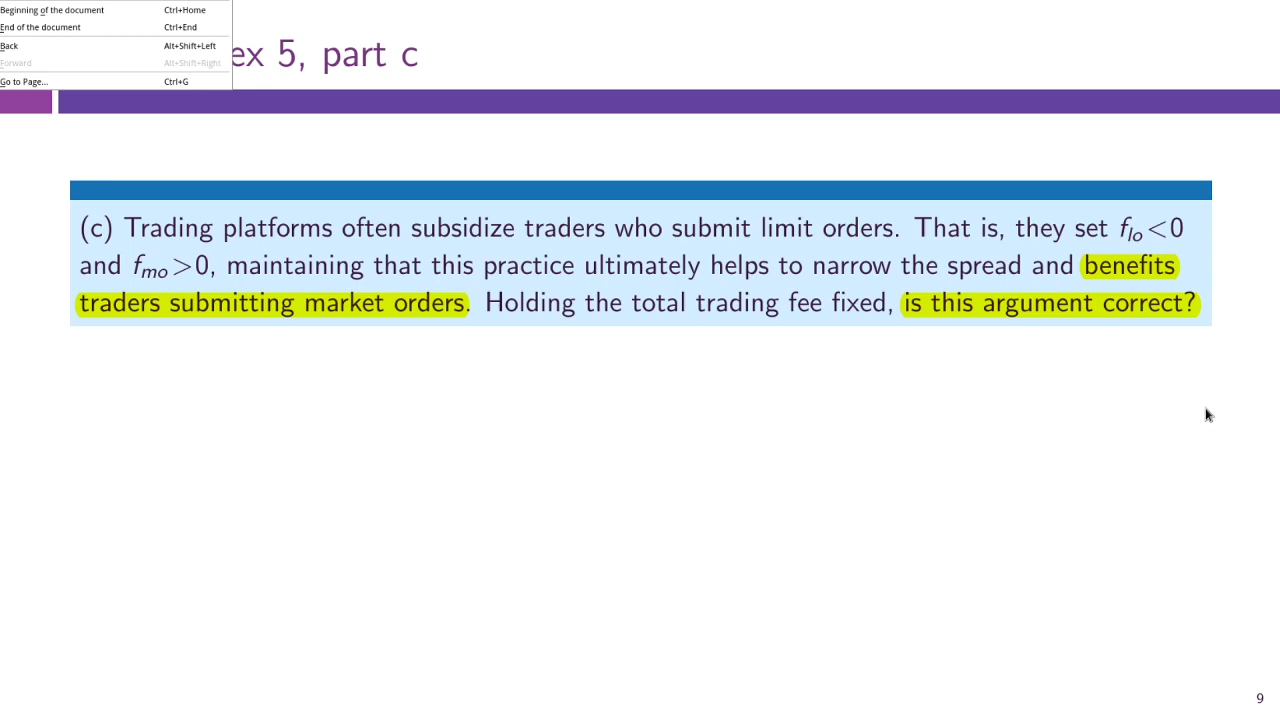 Beginning of the document Ctrl+Home
End of the document Ctrl+End
Back Alt+Shift+Left
Forward Alt+Shift+Right
Go to Page... Ctrl+G
ex 5, part c
(c) Trading platforms often subsidize traders who submit limit orders. That is, they set f_lo<0
and f_mo>0, maintaining that this practice ultimately helps to narrow the spread and benefits
traders submitting market orders. Holding the total trading fee fixed, is this argument correct?
9